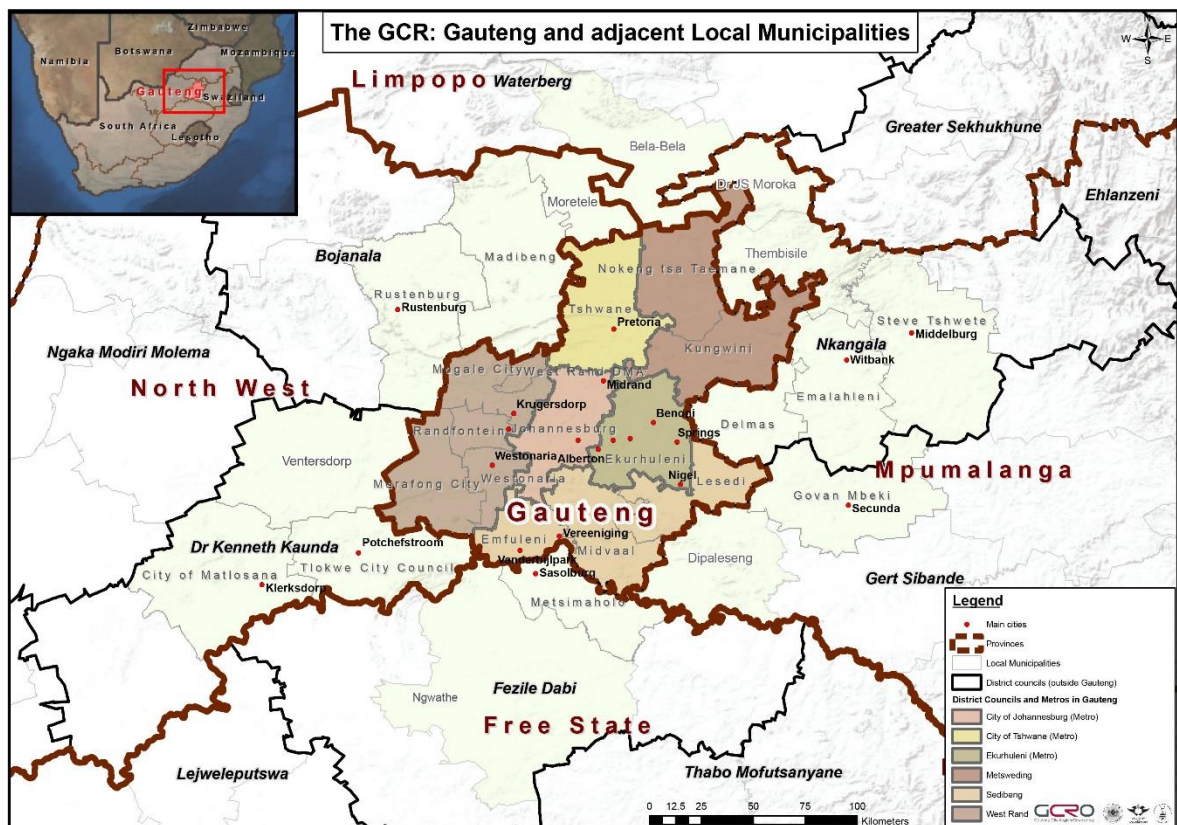 The GCR: Gauteng and adjacent Local Municipalities
Zimbabwe
Botswana
Mozambique
Namibia
Gauteng
Swaziland
South Africa
Lesotho
W E
S
Limpopo
Waterberg
Greater Sekhukhune
Bela-Bela
Dr JS Moroka
Ehlanzeni
Moretele
Bojanala
Madibeng
Thembisile
Nokeng tsa Taemane
Rustenburg
Rustenburg
Tshwane
Pretoria
Steve Tshwete
Middelburg
Ngaka Modiri Molema
Kungwini
Nkangala
Witbank
North West
Mogale City
West Rand DMA
Midrand
Emalahleni
Krugersdorp
Benoni
Randfontein
Johannesburg
Springs
Delmas
Alberton
Ekurhuleni
Ventersdorp
Westonaria
Westonaria
Merafong City
Nigel
Lesedi
Mpumalanga
Govan Mbeki
Secunda
Gauteng
Emfuleni
Vereeniging
Midvaal
Dr Kenneth Kaunda
Potchefstroom
Tlokwe City Council
City of Matlosana
Klerksdorp
Vanderbijlpark
Sasolburg
Dipaleseng
Gert Sibande
Metsimaholo
Ngwathe
Fezile Dabi
Free State
Lejweleputswa
Thabo Mofutsanyane
Legend
Main cities
Provinces
Local Municipalities
District councils (outside Gauteng)
District Councils and Metros in Gauteng
City of Johannesburg (Metro)
City of Tshwane (Metro)
Ekurhuleni (Metro)
Metsweding
Sedibeng
West Rand
GCRO
0 12.5 25 50 75 100
Kilometers